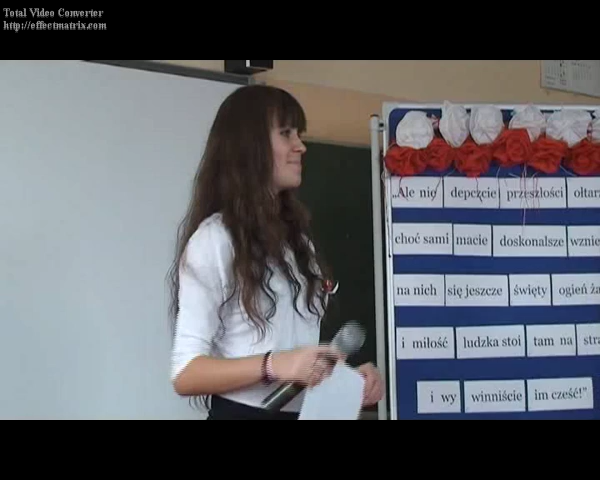 Total Video Converter
http://effectmatrix.com
„Ale nie depczcie przeszłości ołtarz
choć sami macie doskonalsze wznie
na nich się jeszcze święty ogień ża
i miłość ludzka stoi tam na stra
i wy winniście im cześć!"